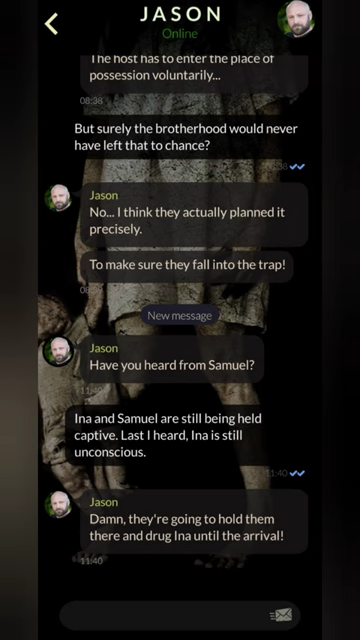 JASON
Online
The host has to enter the place of
possession voluntarily...
08:38
But surely the brotherhood would never
have left that to chance?
Jason
No... I think they actually planned it
precisely.
To make sure they fall into the trap!
New message
Jason
Have you heard from Samuel?
Ina and Samuel are still being held
captive. Last I heard, Ina is still
unconscious.
11:40
Jason
Damn, they're going to hold them
there and drug Ina until the arrival!
11:40